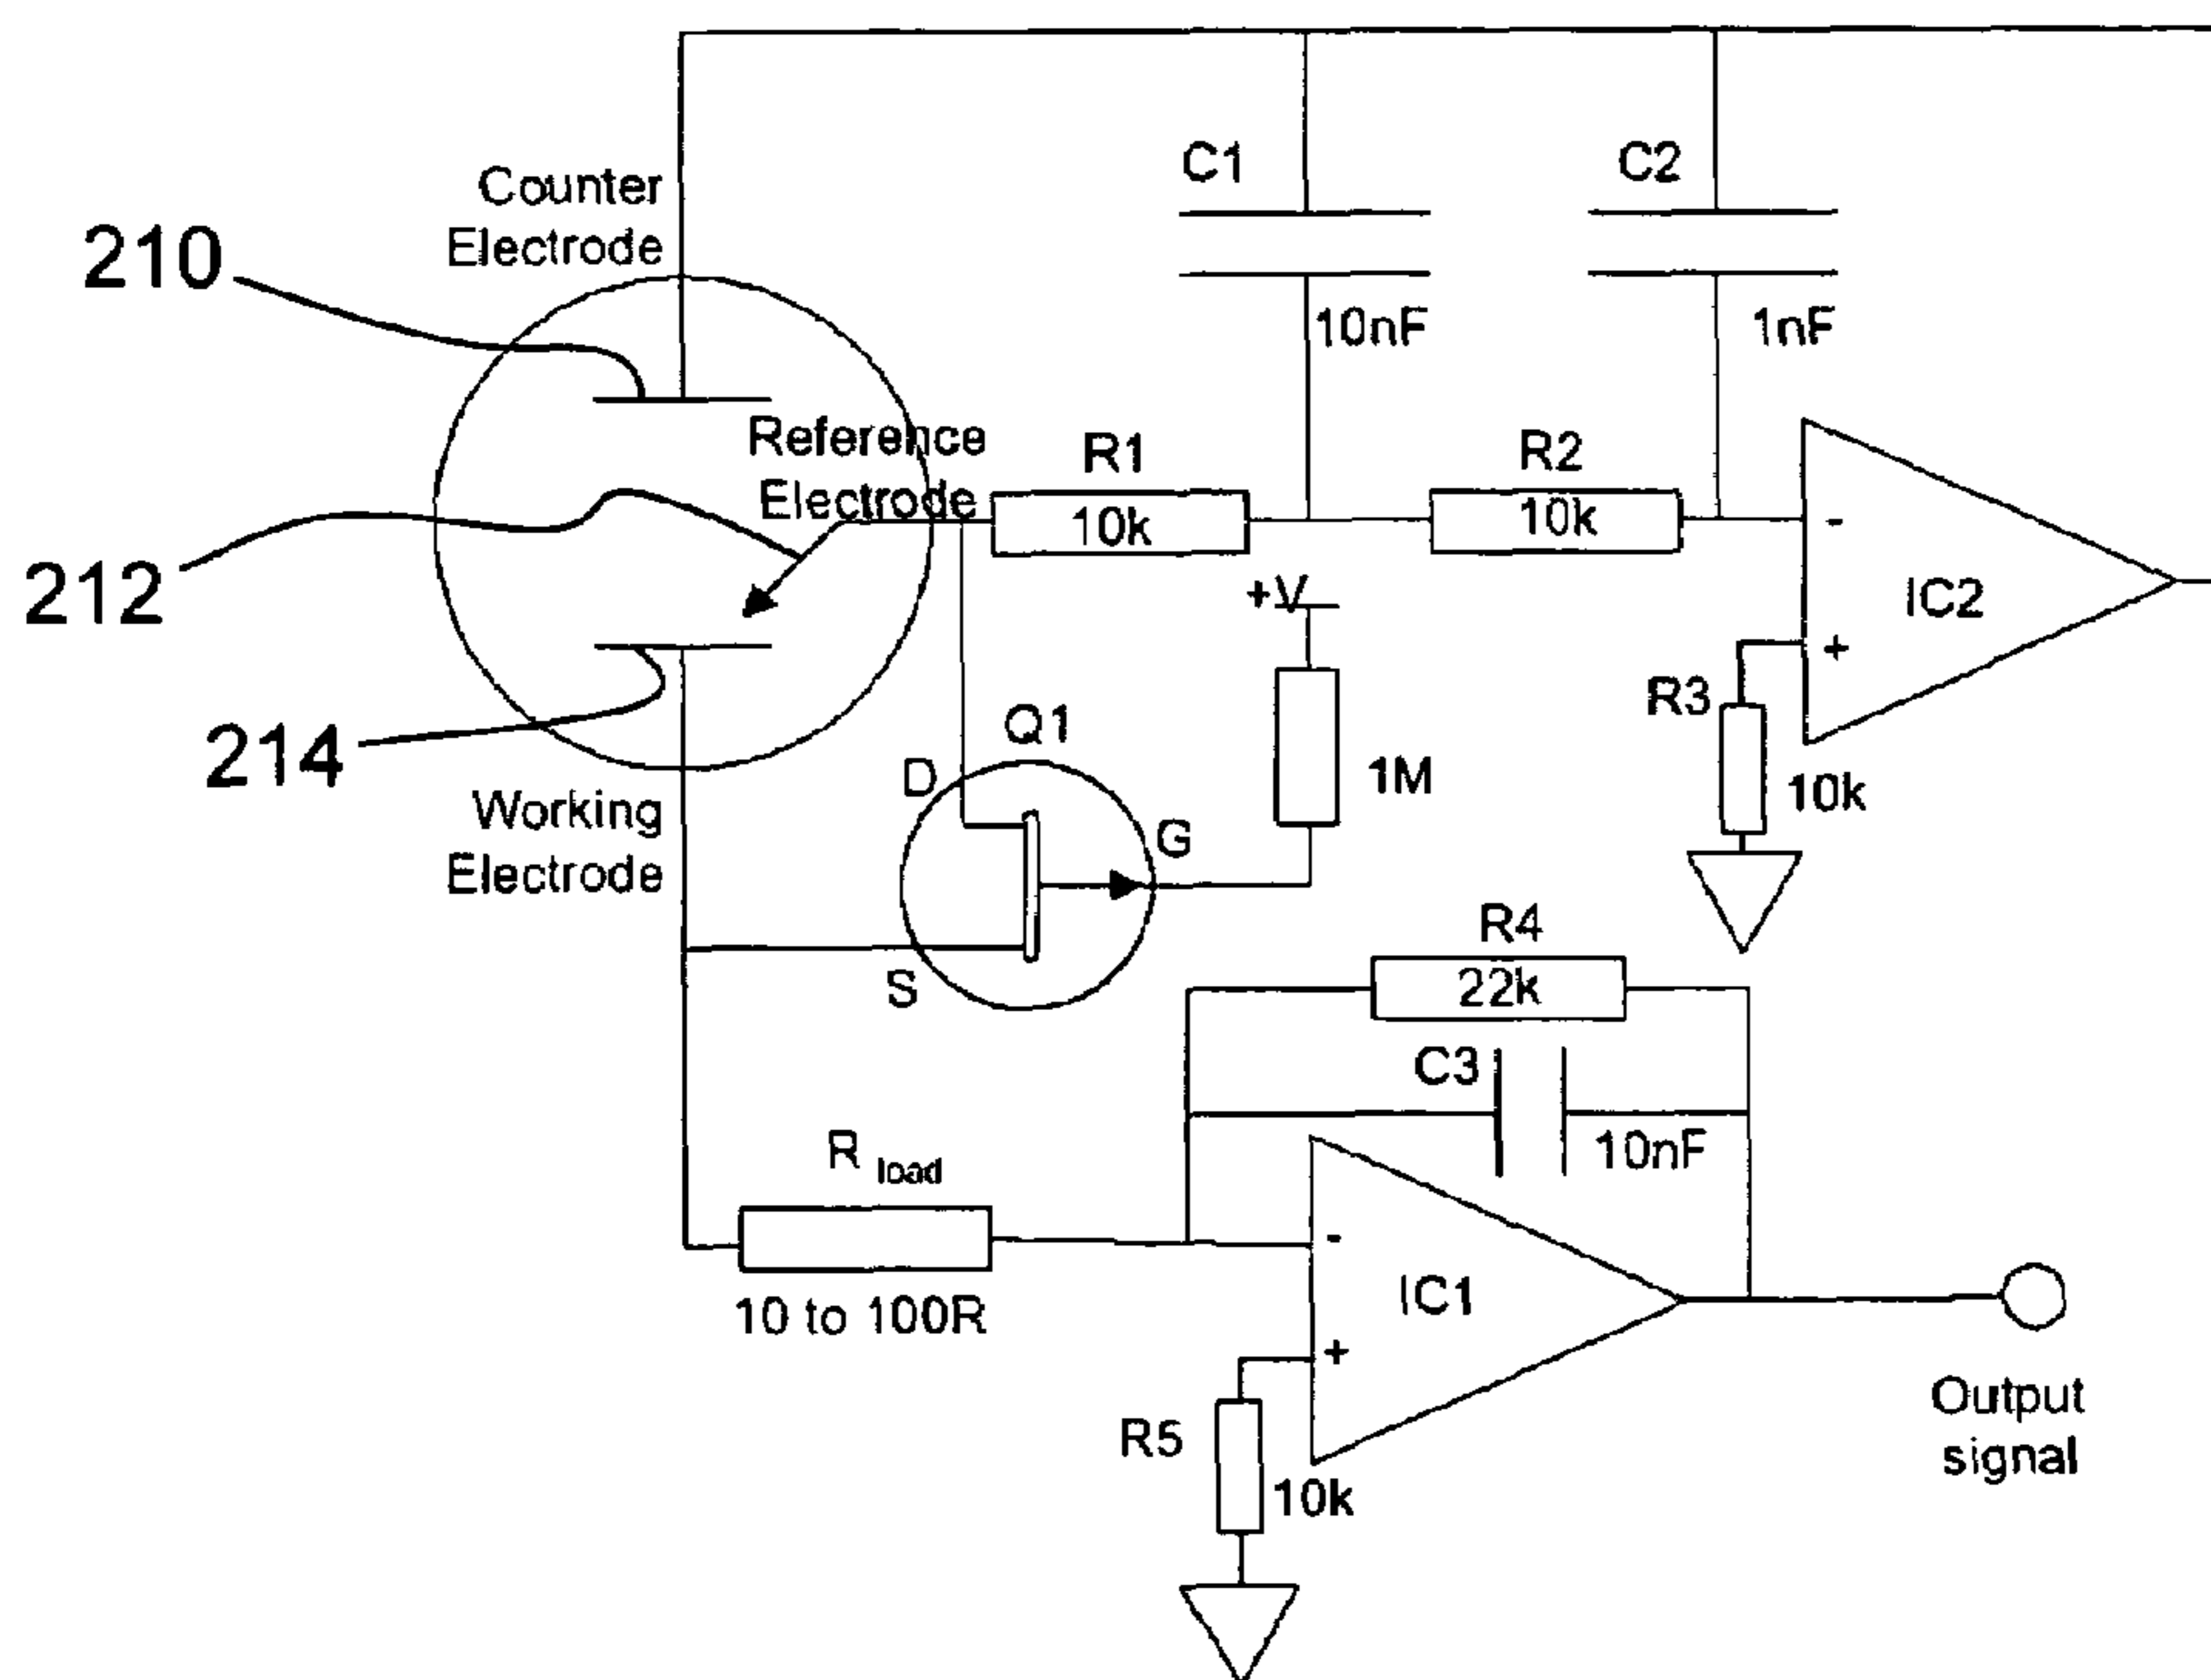 C1
C2
Counter
Electrode
210
10nF
1nF
Reference
Electrode
R1
10k
R2
10k
-
+V
212
IC2
+
R3
10k
Q1
214
D
1M
G
Working
Electrode
S
R4
22k
C3
10nF
R load
10 to 100R
-
IC1
+
R5
10k
Output
signal